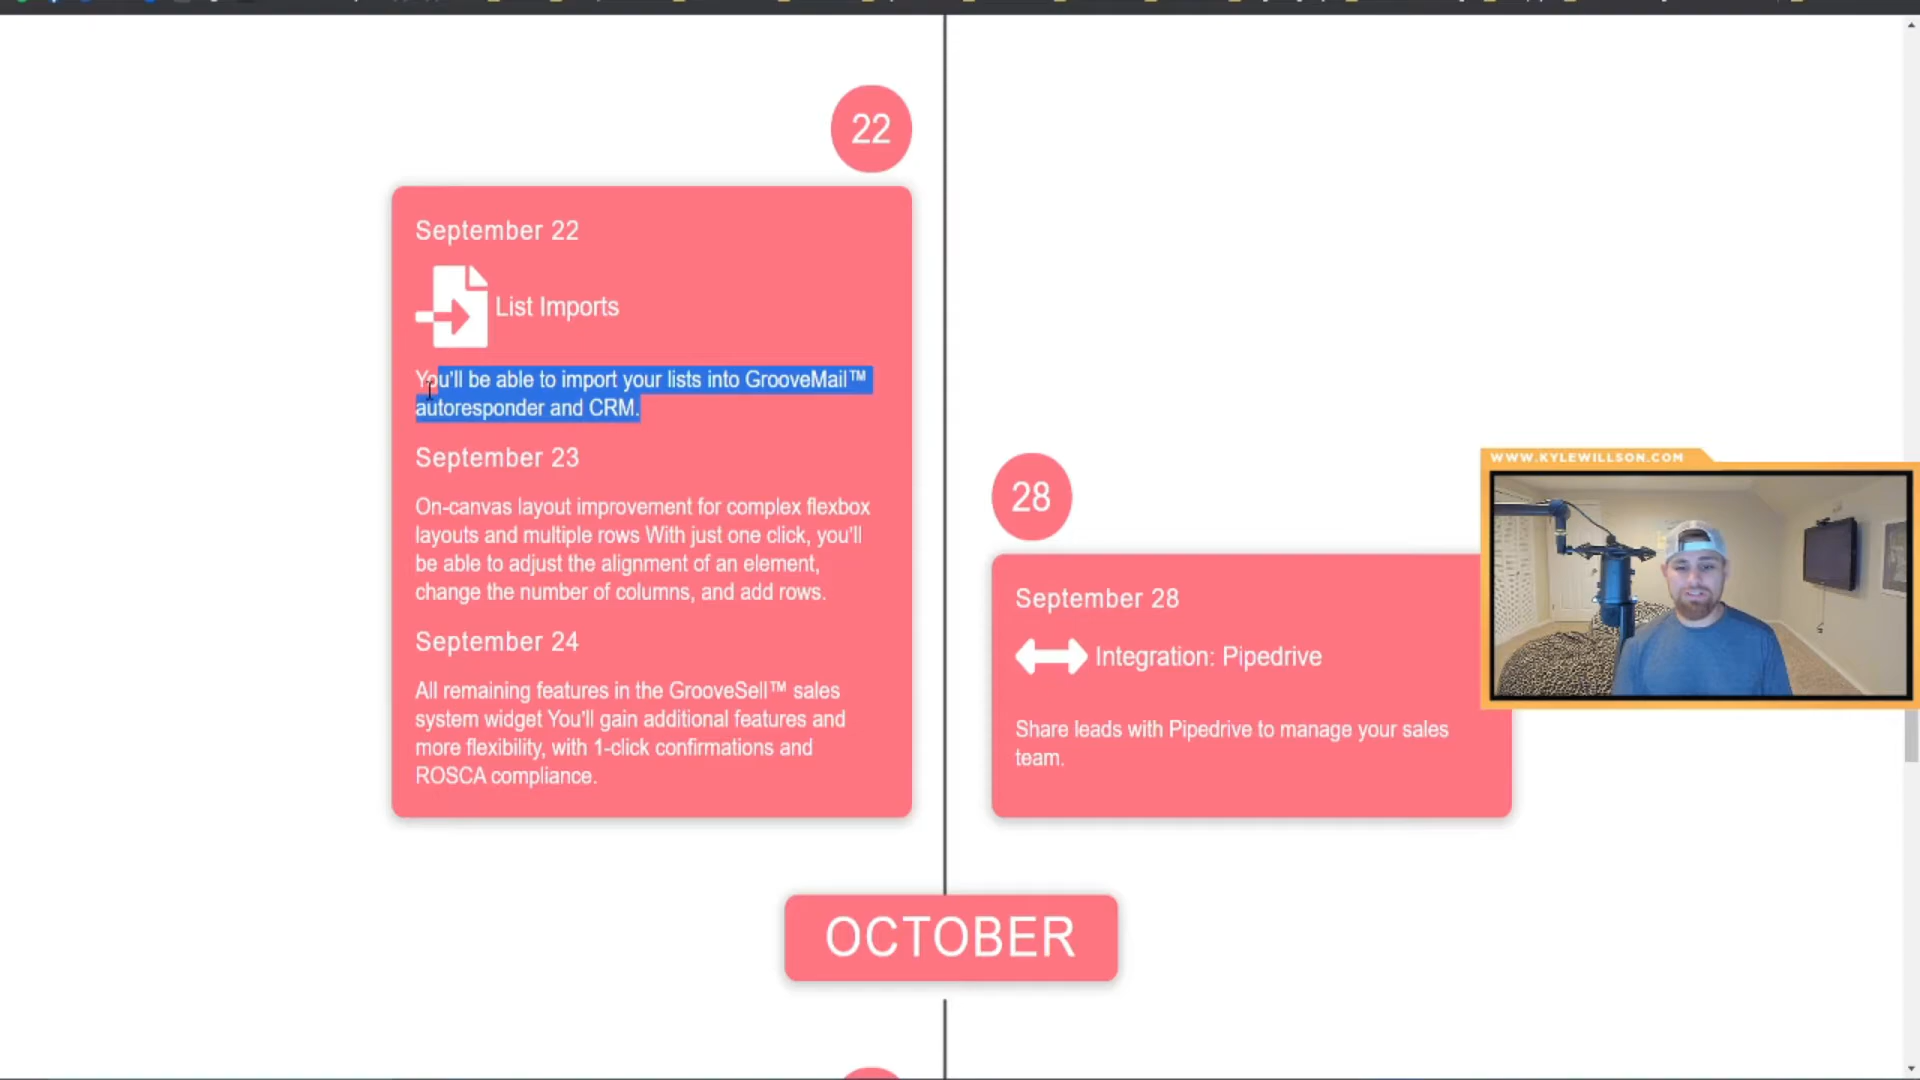 22
September 22
List Imports
You'll be able to import your lists into GrooveMail™
autoresponder and CRM.
September 23
On-canvas layout improvement for complex flexbox
layouts and multiple rows With just one click, you'll
be able to adjust the alignment of an element,
change the number of columns, and add rows.
September 24
All remaining features in the GrooveSell™ sales
system widget You'll gain additional features and
more flexibility, with 1-click confirmations and
ROSCA compliance.
28
September 28
Integration: Pipedrive
Share leads with Pipedrive to manage your sales
team.
WWW.KYLEWILLSON.COM
OCTOBER